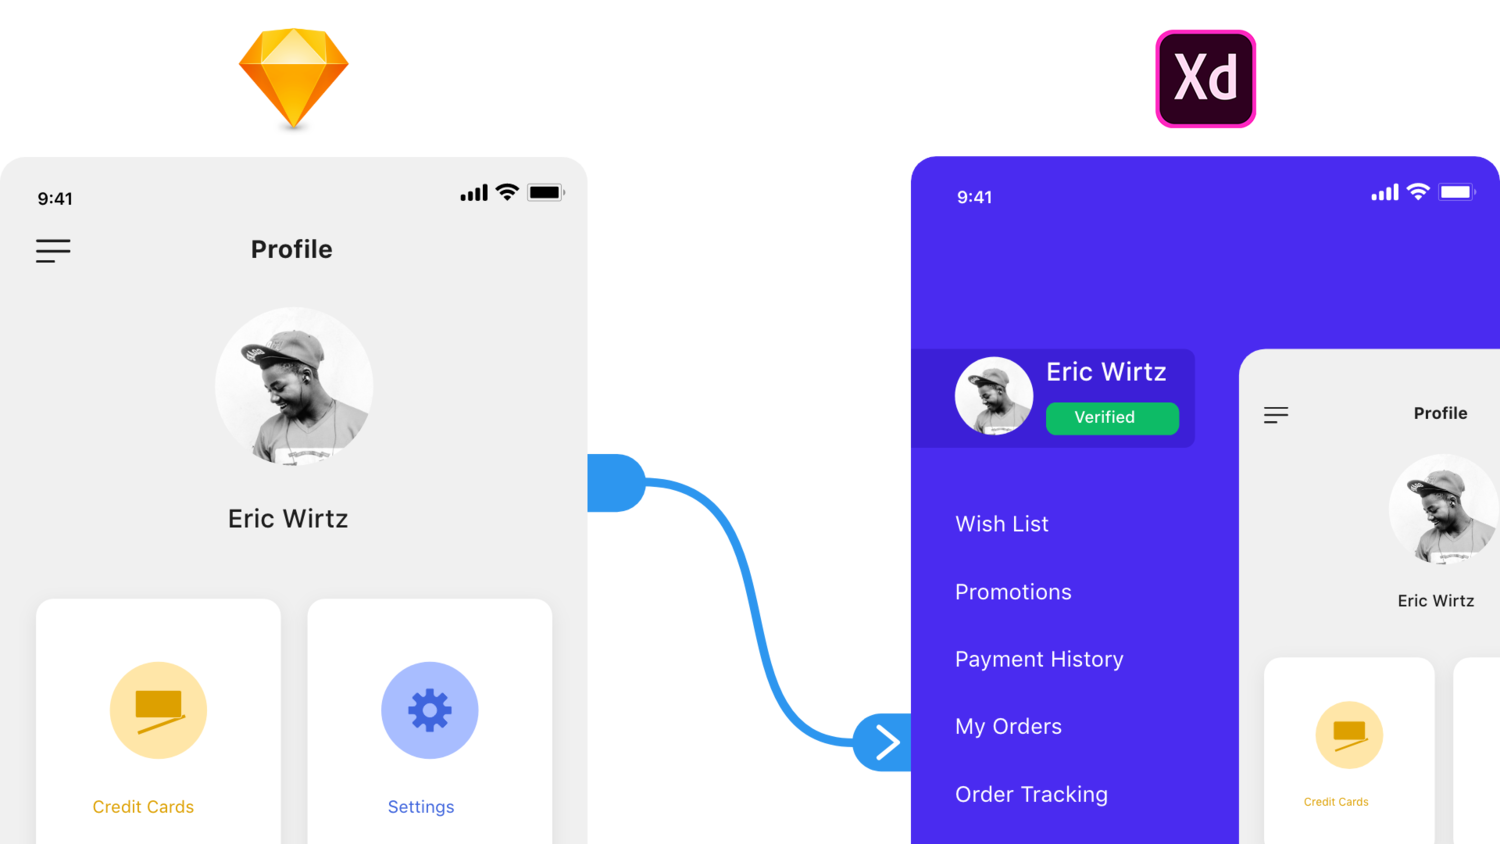 Xd
9:41
Profile
Eric Wirtz
Credit Cards
Settings
9:41
Eric Wirtz
Verified
Wish List
Promotions
Payment History
My Orders
Order Tracking
Profile
Eric Wirtz
Credit Cards